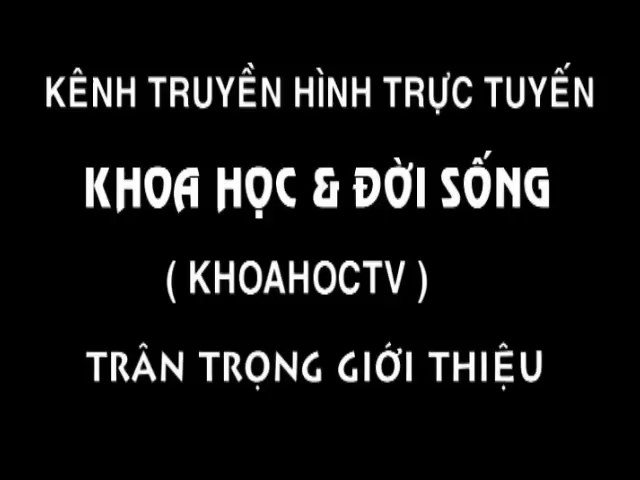 KÊNH TRUYỀN HÌNH TRỰC TUYẾN
KHOA HỌC & ĐỜI SỐNG
( KHOAHOCTV )
TRÂN TRỌNG GIỚI THIỆU